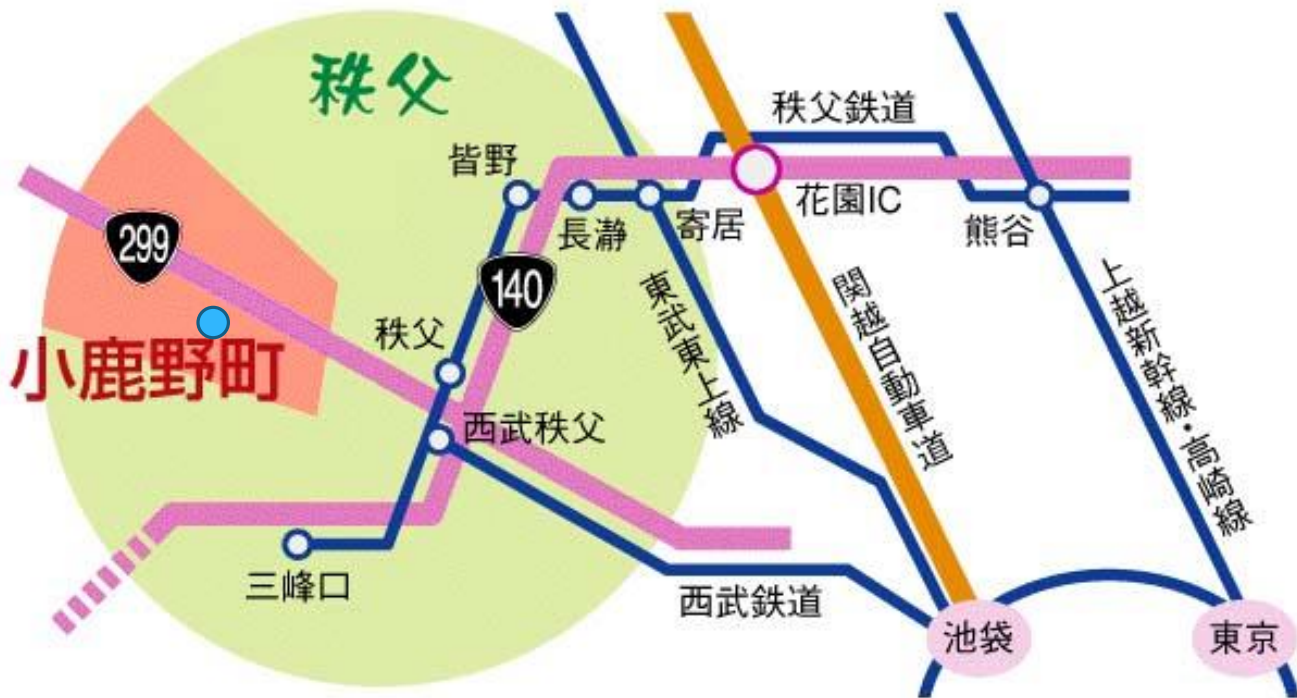 秩父
秩父鉄道
皆野
長瀞
寄居
花園IC
熊谷
299
140
小鹿野町
秩父
西武秩父
東武東上線
関越自動車道
上越新幹線・高崎線
三峰口
西武鉄道
池袋
東京